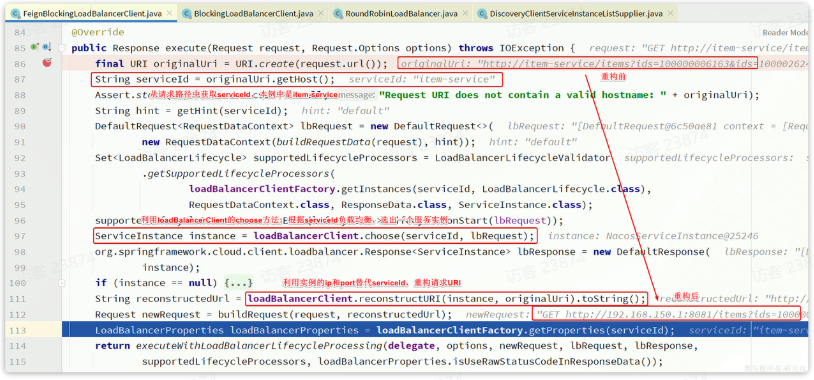 FeignBlockingLoadBalancerClient.java BlockingLoadBalancerClient.java RoundRobinLoadBalancer.java DiscoveryClientServiceInstanceListSupplier.java
84 @Override Reader Mode
85 public Response execute(Request request, Request.Options options) throws IOException { request: "GET http://item-service/item
86 final URI originalUri = URI.create(request.url()); originalUri: "http://item-service/items?ids=100000006163&ids=100002624
重构前
87 String serviceId = originalUri.getHost(); serviceId: "item-service"
从请求路径中获取serviceId，本例中是item-service
88 Assert. message: "Request URI does not contain a valid hostname: " + originalUri);
89 String hint = getHint(serviceId); hint: "default"
90 DefaultRequest<RequestDataContext> lbRequest = new DefaultRequest<>( lbRequest: "[DefaultRequest@6c50ae81 context = [Requ
91 new RequestDataContext(buildRequestData(request), hint)); hint: "default"
92 Set<LoadBalancerLifecycle> supportedLifecycleProcessors = LoadBalancerLifecycleValidator supportedLifecycleProcessors: s
93 .getSupportedLifecycleProcessors(
94 loadBalancerClientFactory.getInstances(serviceId, LoadBalancerLifecycle.class),
95 RequestDataContext.class, ResponseData.class, ServiceInstance.class);
利用loadBalancerClient的choose方法，根据serviceId负载均衡，选出一个服务实例
96 onStart(lbRequest));
97 ServiceInstance instance = loadBalancerClient.choose(serviceId, lbRequest); instance: NacosServiceInstance@25246
98 org.springframework.cloud.client.loadbalancer.Response<ServiceInstance> lbResponse = new DefaultResponse( lbResponse: "[D
99 instance);
100 if (instance == null) {...}
利用实例的ip和port替代serviceId，重构请求URI
重构后
111 String reconstructedUrl = loadBalancerClient.reconstructURI(instance, originalUri).toString(); "http:/
112 Request newRequest = buildRequest(request, reconstructedUrl); newRequest: "GET http://192.168.150.1:8081/items?ids=10000
113 LoadBalancerProperties loadBalancerProperties = loadBalancerClientFactory.getProperties(serviceId); serviceId: "item-serv
114 return executeWithLoadBalancerLifecycleProcessing(delegate, options, newRequest, lbRequest, lbResponse,
115 supportedLifecycleProcessors, loadBalancerProperties.isUseRawStatusCodeInResponseData());